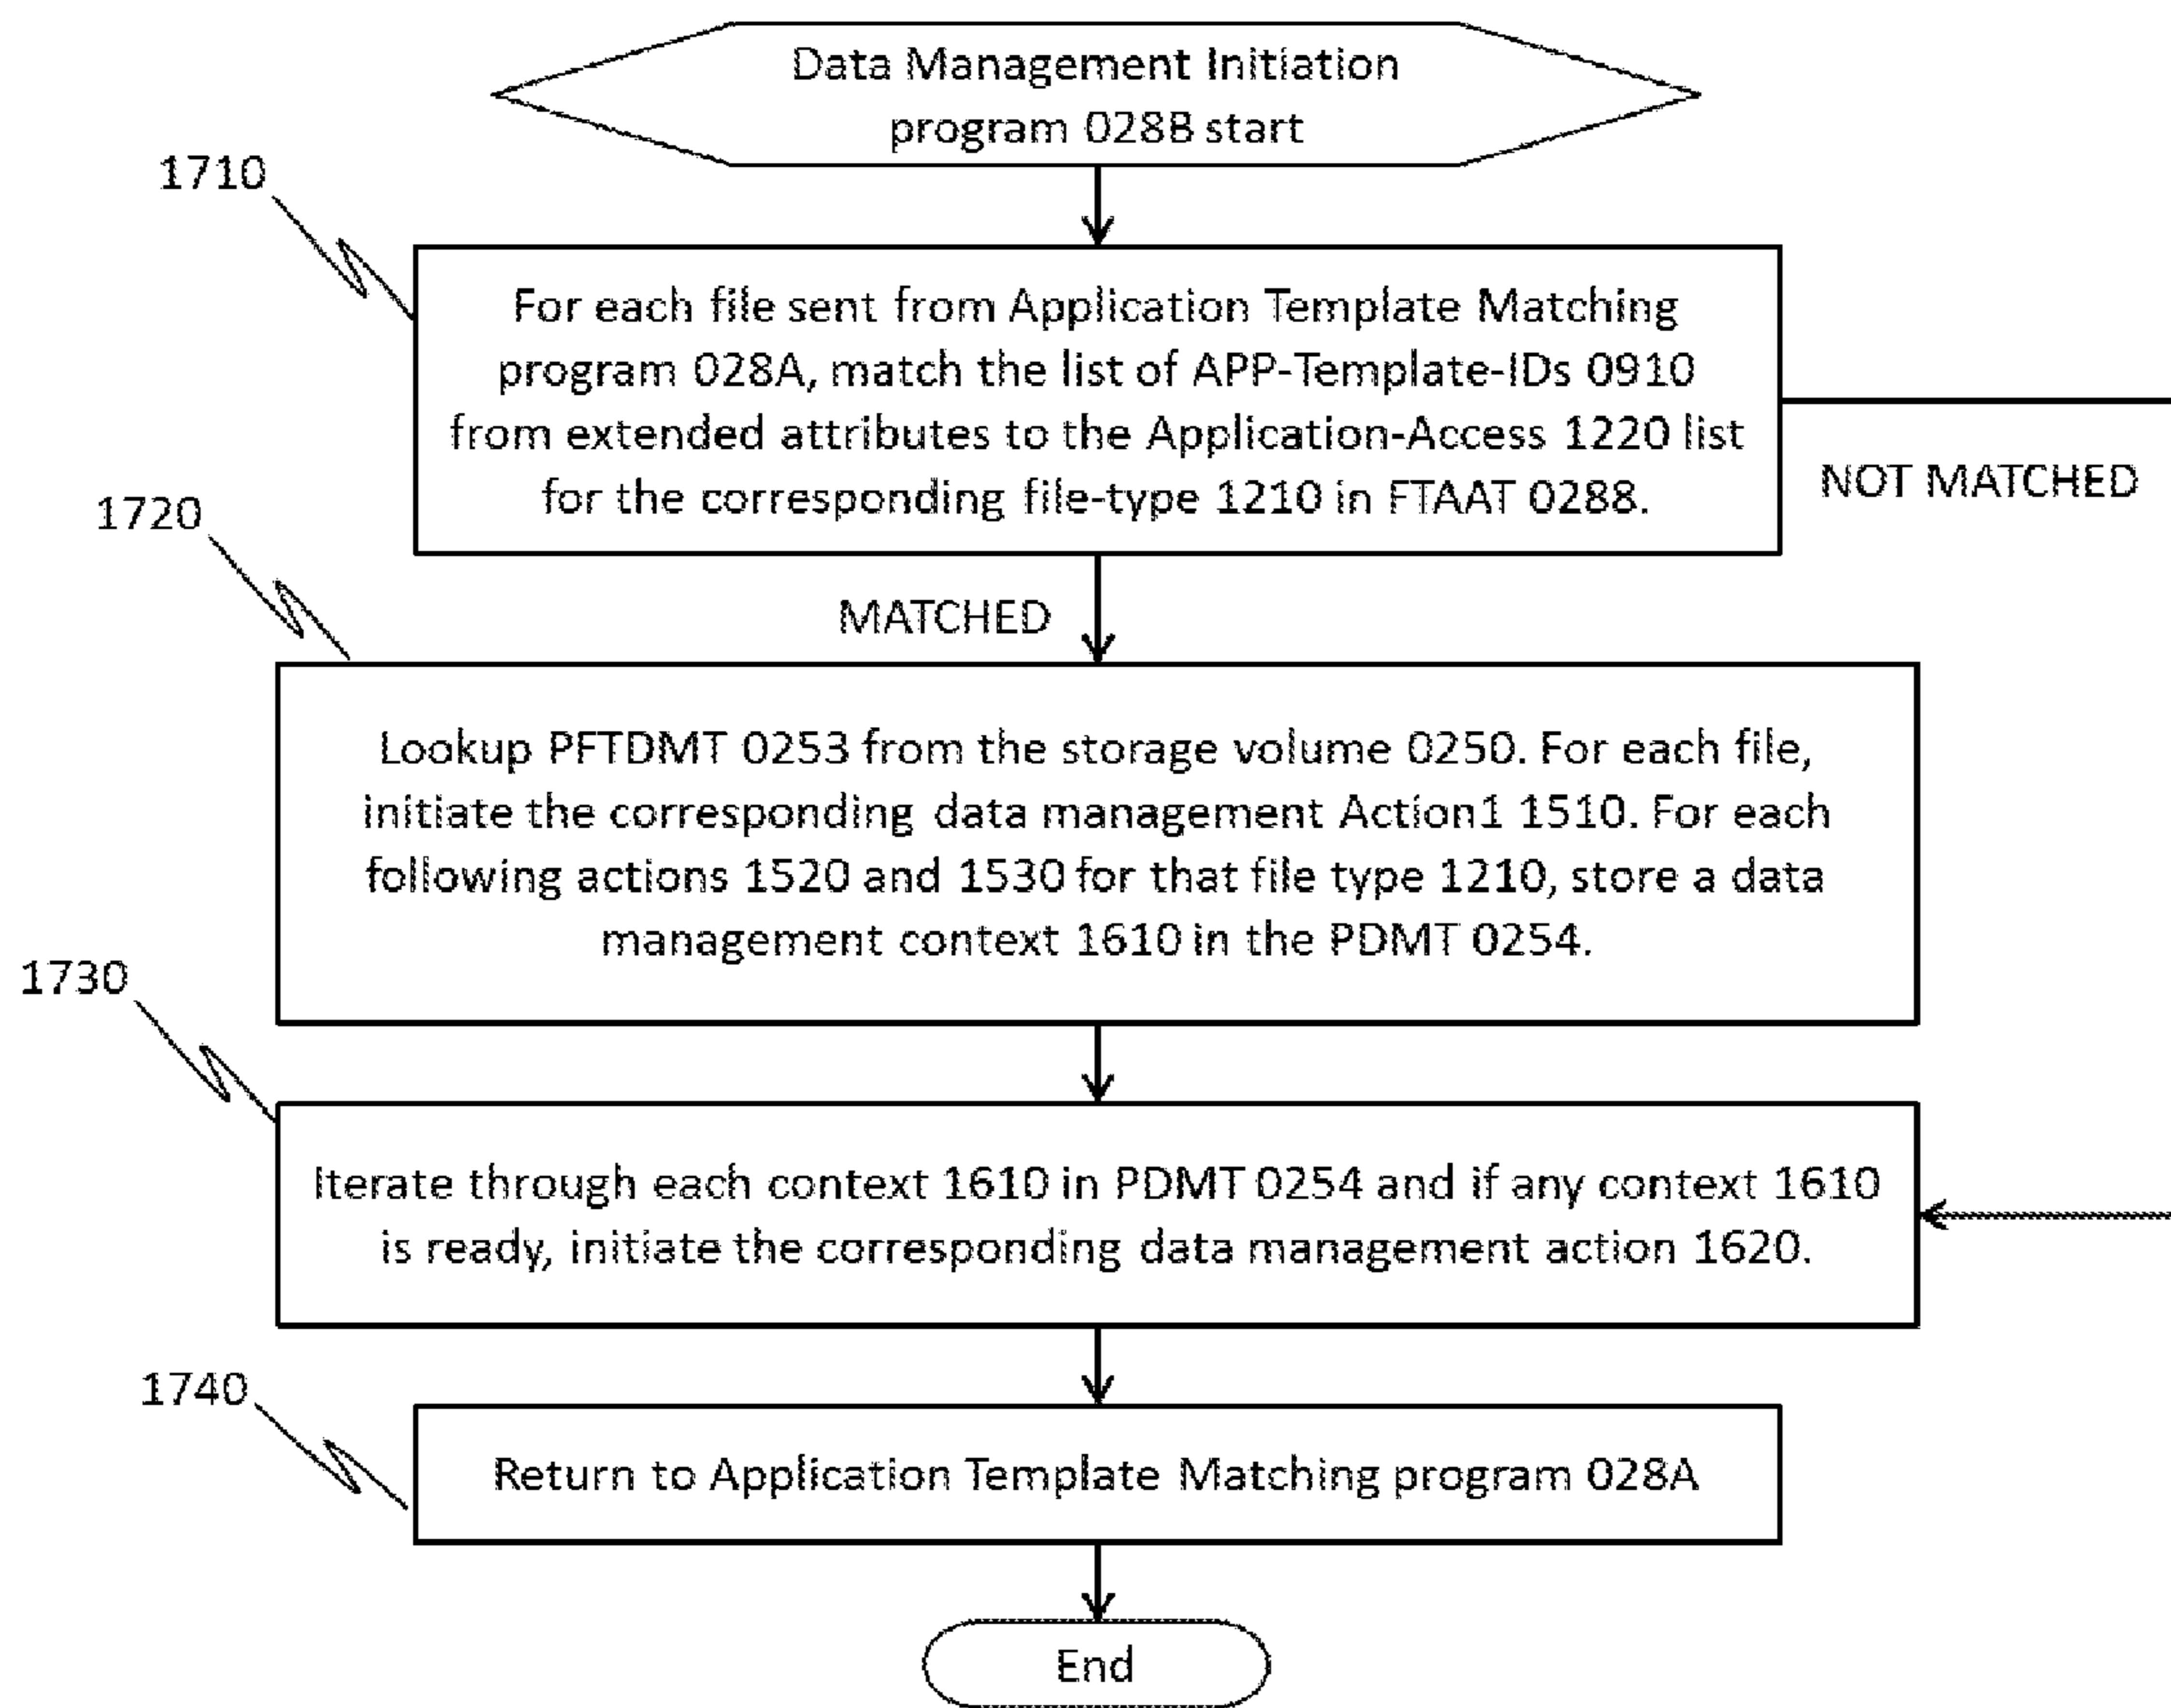 Data Management Initiation
program 028B start
1710
For each file sent from Application Template Matching
program 028A, match the list of APP-Template-IDs 0910
from extended attributes to the Application-Access 1220 list
for the corresponding file-type 1210 in FTAAT 0288.
NOT MATCHED
1720
MATCHED
Lookup PFTDMT 0253 from the storage volume 0250. For each file,
initiate the corresponding data management Action1 1510. For each
following actions 1520 and 1530 for that file type 1210, store a data
management context 1610 in the PDMT 0254.
1730
Iterate through each context 1610 in PDMT 0254 and if any context 1610
is ready, initiate the corresponding data management action 1620.
1740
Return to Application Template Matching program 028A
End